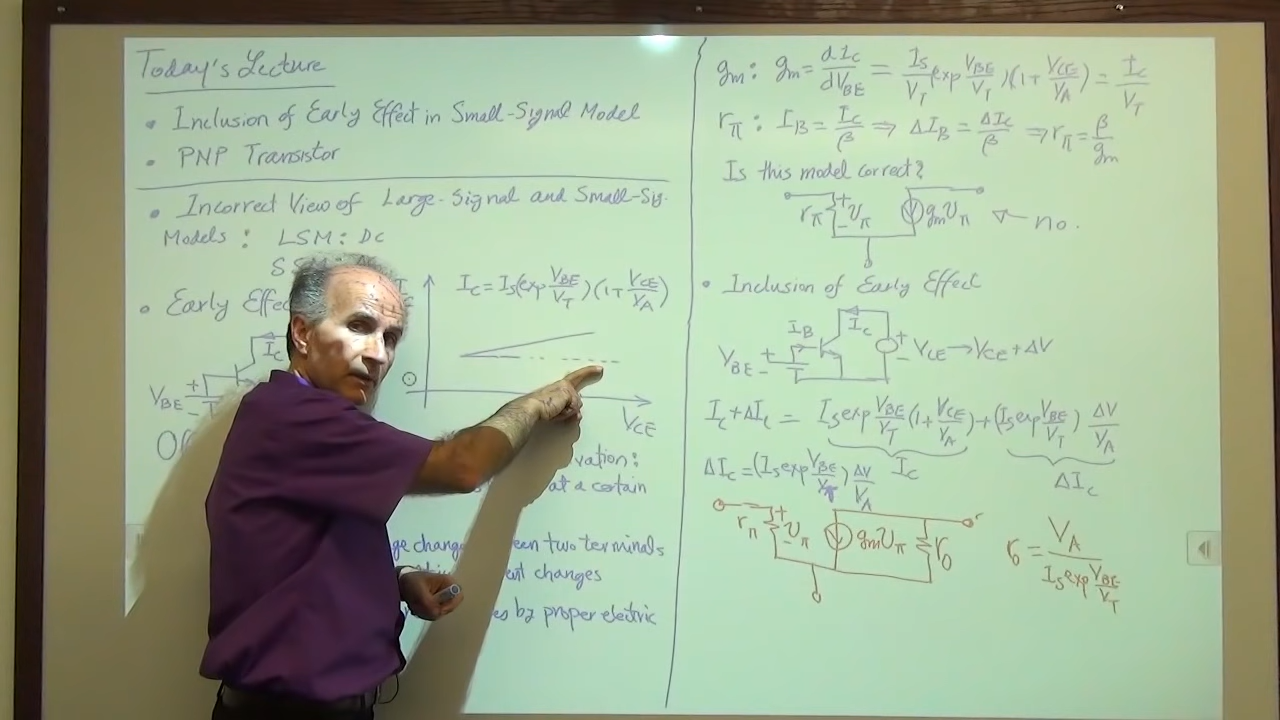 Today's Lecture
• Inclusion of Early Effect in Small-Signal Model
• PNP Transistor
• Incorrect View of Large-Signal and Small-Sig.
Models: LSM: DC
SS
• Early Effec
I_C = I_S(exp V_BE/V_T)(1+V_CE/V_A)
I_C
V_BE + -
V_CE
vation:
at a certain
ge chang een two terminals
ent changes
es by proper electric
g_m: g_m = dI_C/dV_BE = I_S/V_T(exp V_BE/V_T)(1+V_CE/V_A) = I_C/V_T
r_π: I_B = I_C/β ⇒ ΔI_B = ΔI_C/β ⇒ r_π = β/g_m
Is this model correct?
r_π + v_π - g_m v_π ← no.
• Inclusion of Early Effect
I_B I_C
V_BE + - + - V_CE → V_CE + ΔV
I_C + ΔI_C = I_S exp V_BE/V_T (1+V_CE/V_A) + (I_S exp V_BE/V_T) ΔV/V_A
I_C ΔI_C
ΔI_C = (I_S exp V_BE/V_T) ΔV/V_A
r_π + v_π - g_m v_π r_o
r_o = V_A/(I_S exp V_BE/V_T)